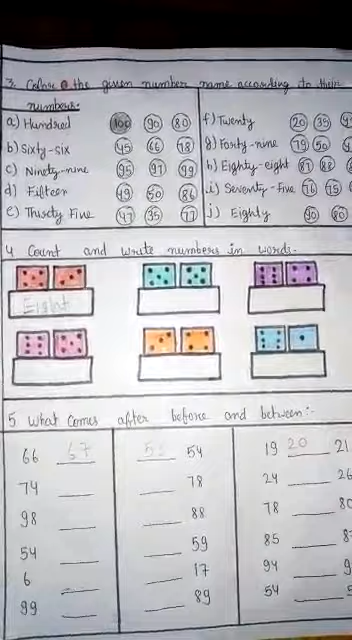 3. Colour the given number name according to their
numbers:-
a) Hundred 100 90 80
b) Sixty-six 45 66 78
c) Ninety-nine 95 97 99
d) Fifteen 49 50 86
e) Thirty Five 47 35 77
f) Twenty 20 35
g) Forty-nine 79 50
h) Eighty-eight 87 88
i) Seventy-five 76 75
j) Eighty 90 80
4 Count and write numbers in words.
Eight
5 What comes after before and between:-
66 67
74
98
54
6
99
53 54
78
88
59
17
89
19 20 21
24 26
78 80
85
94
54